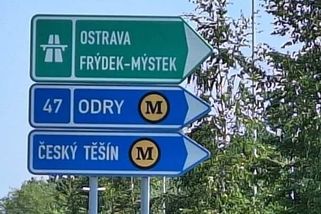 OSTRAVA
FRÝDEK-MÝSTEK
47 ODRY M
ČESKÝ TĚŠÍN M